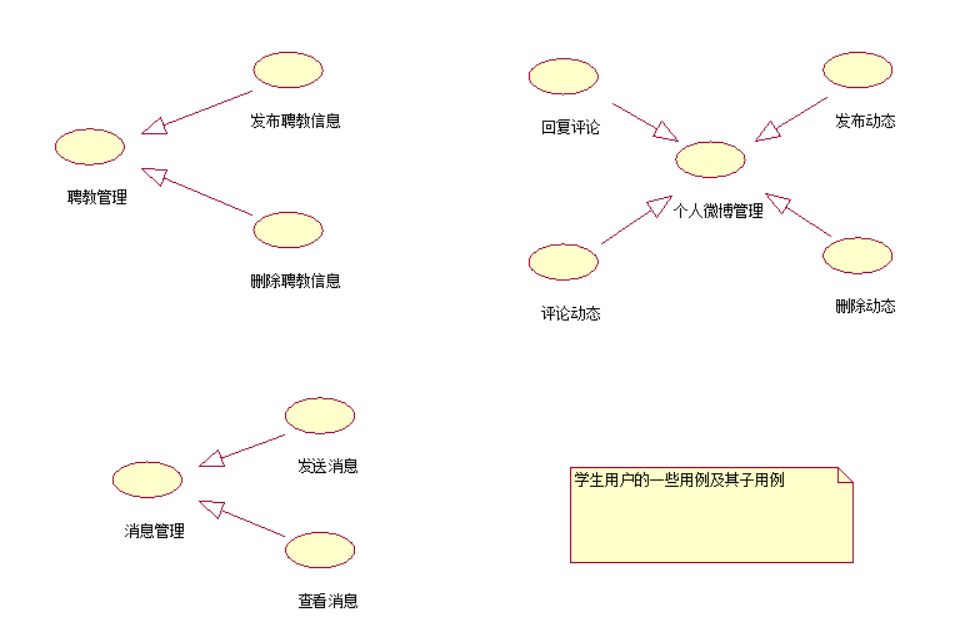 发布聘教信息
聘教管理
删除聘教信息
回复评论
发布动态
个人微博管理
评论动态
删除动态
发送消息
消息管理
查看消息
学生用户的一些用例及其子用例